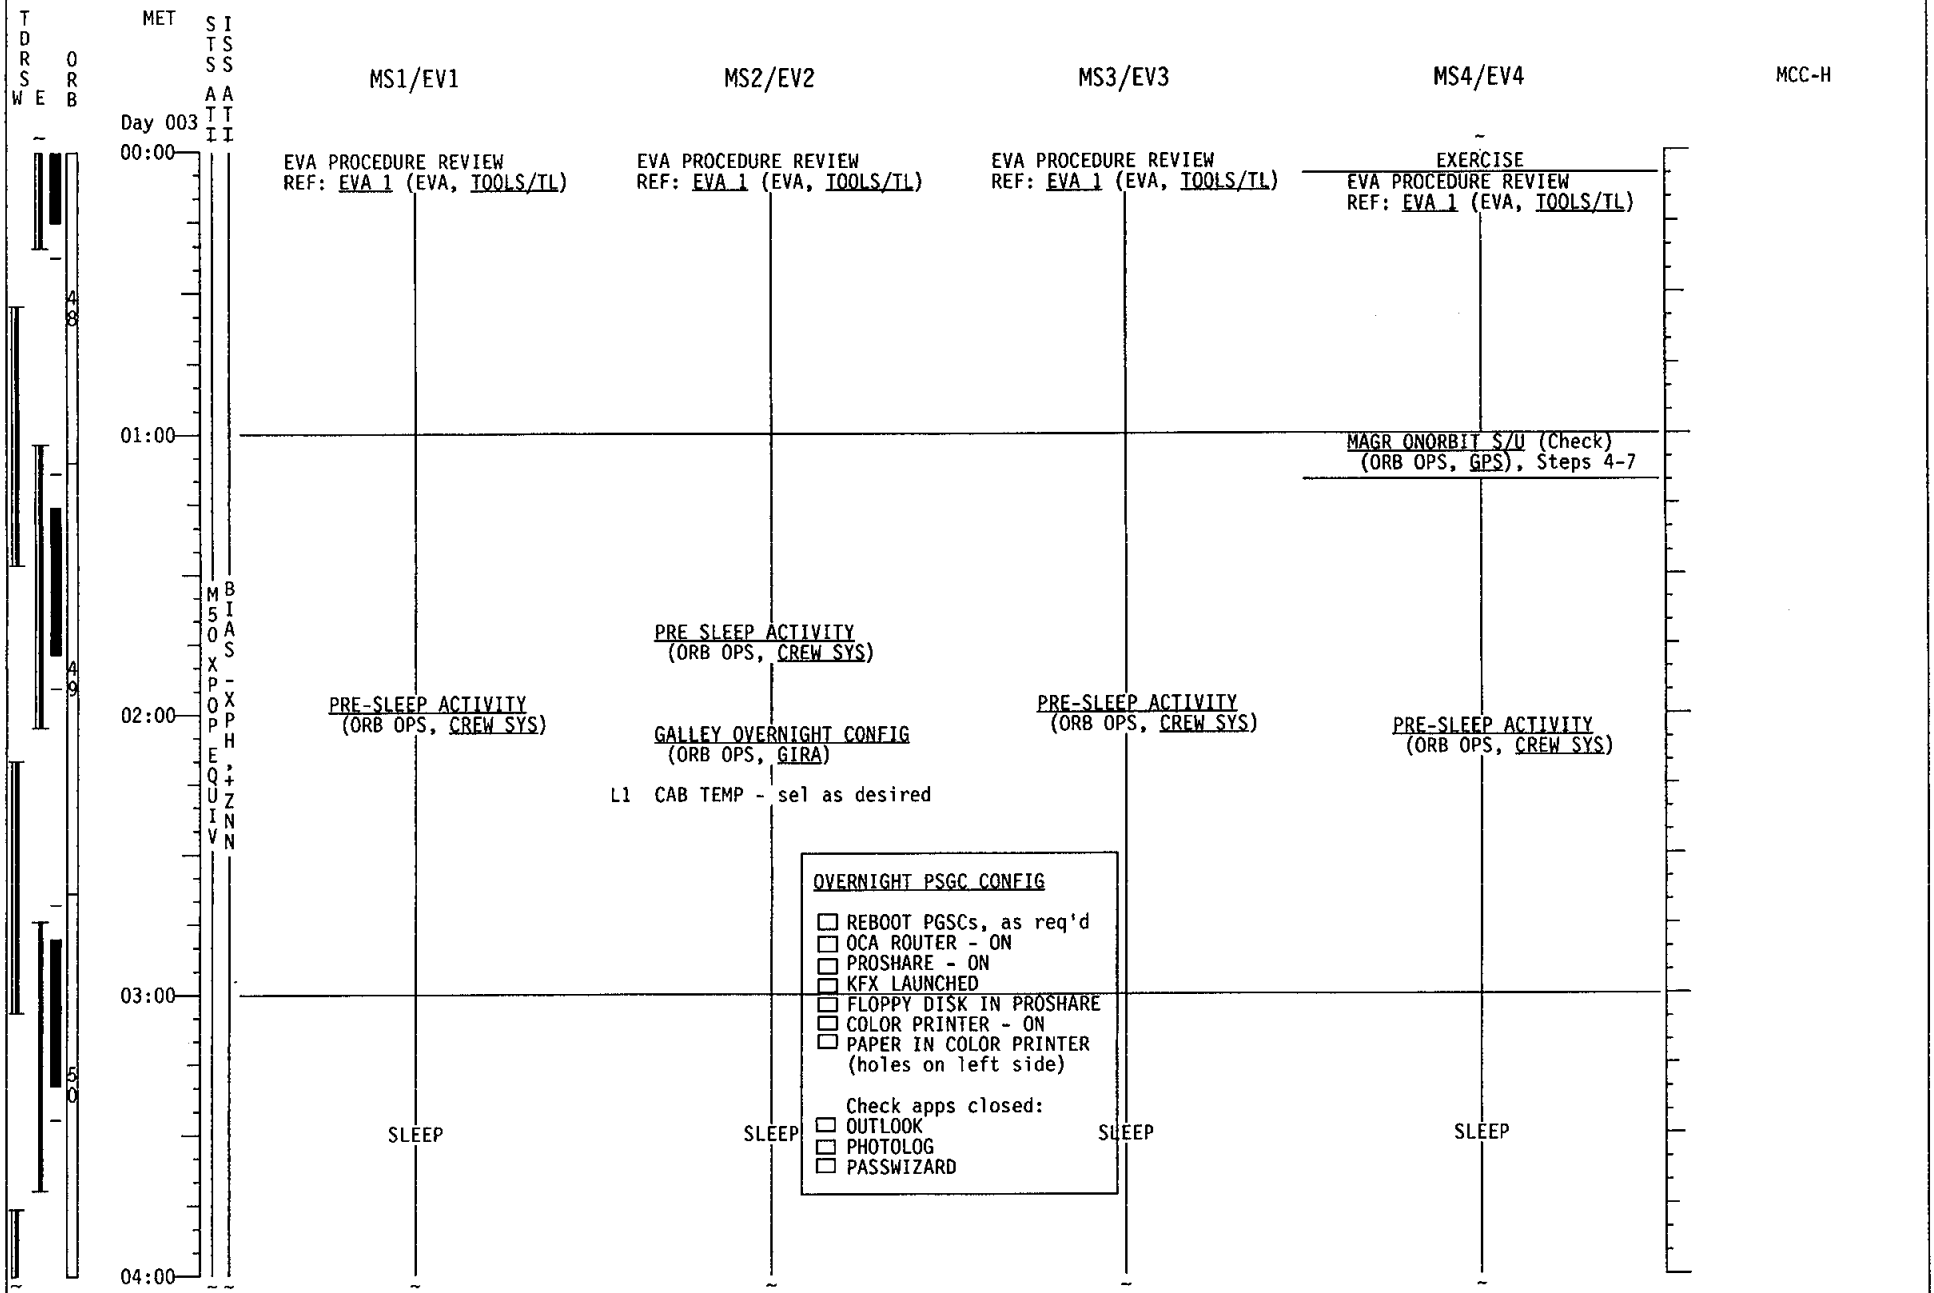 TDRS
W E
ORB
MET
STS ATT
ISS ATT
MS1/EV1
MS2/EV2
MS3/EV3
MS4/EV4
MCC-H
Day 003
00:00
EVA PROCEDURE REVIEW
REF: EVA 1 (EVA, TOOLS/TL)
EVA PROCEDURE REVIEW
REF: EVA 1 (EVA, TOOLS/TL)
EVA PROCEDURE REVIEW
REF: EVA 1 (EVA, TOOLS/TL)
EXERCISE
EVA PROCEDURE REVIEW
REF: EVA 1 (EVA, TOOLS/TL)
48
01:00
MAGR ONORBIT S/U (Check)
(ORB OPS, GPS), Steps 4-7
M50 XPOP EQUIV
BIAS -XPH,+ZNN
49
PRE SLEEP ACTIVITY
(ORB OPS, CREW SYS)
02:00
PRE-SLEEP ACTIVITY
(ORB OPS, CREW SYS)
PRE-SLEEP ACTIVITY
(ORB OPS, CREW SYS)
PRE-SLEEP ACTIVITY
(ORB OPS, CREW SYS)
GALLEY OVERNIGHT CONFIG
(ORB OPS, GIRA)
L1 CAB TEMP - sel as desired
OVERNIGHT PSGC CONFIG
REBOOT PGSCs, as req'd
OCA ROUTER - ON
PROSHARE - ON
KFX LAUNCHED
03:00
FLOPPY DISK IN PROSHARE
COLOR PRINTER - ON
PAPER IN COLOR PRINTER
(holes on left side)
50
Check apps closed:
OUTLOOK
PHOTOLOG
PASSWIZARD
SLEEP
SLEEP
SLEEP
SLEEP
04:00